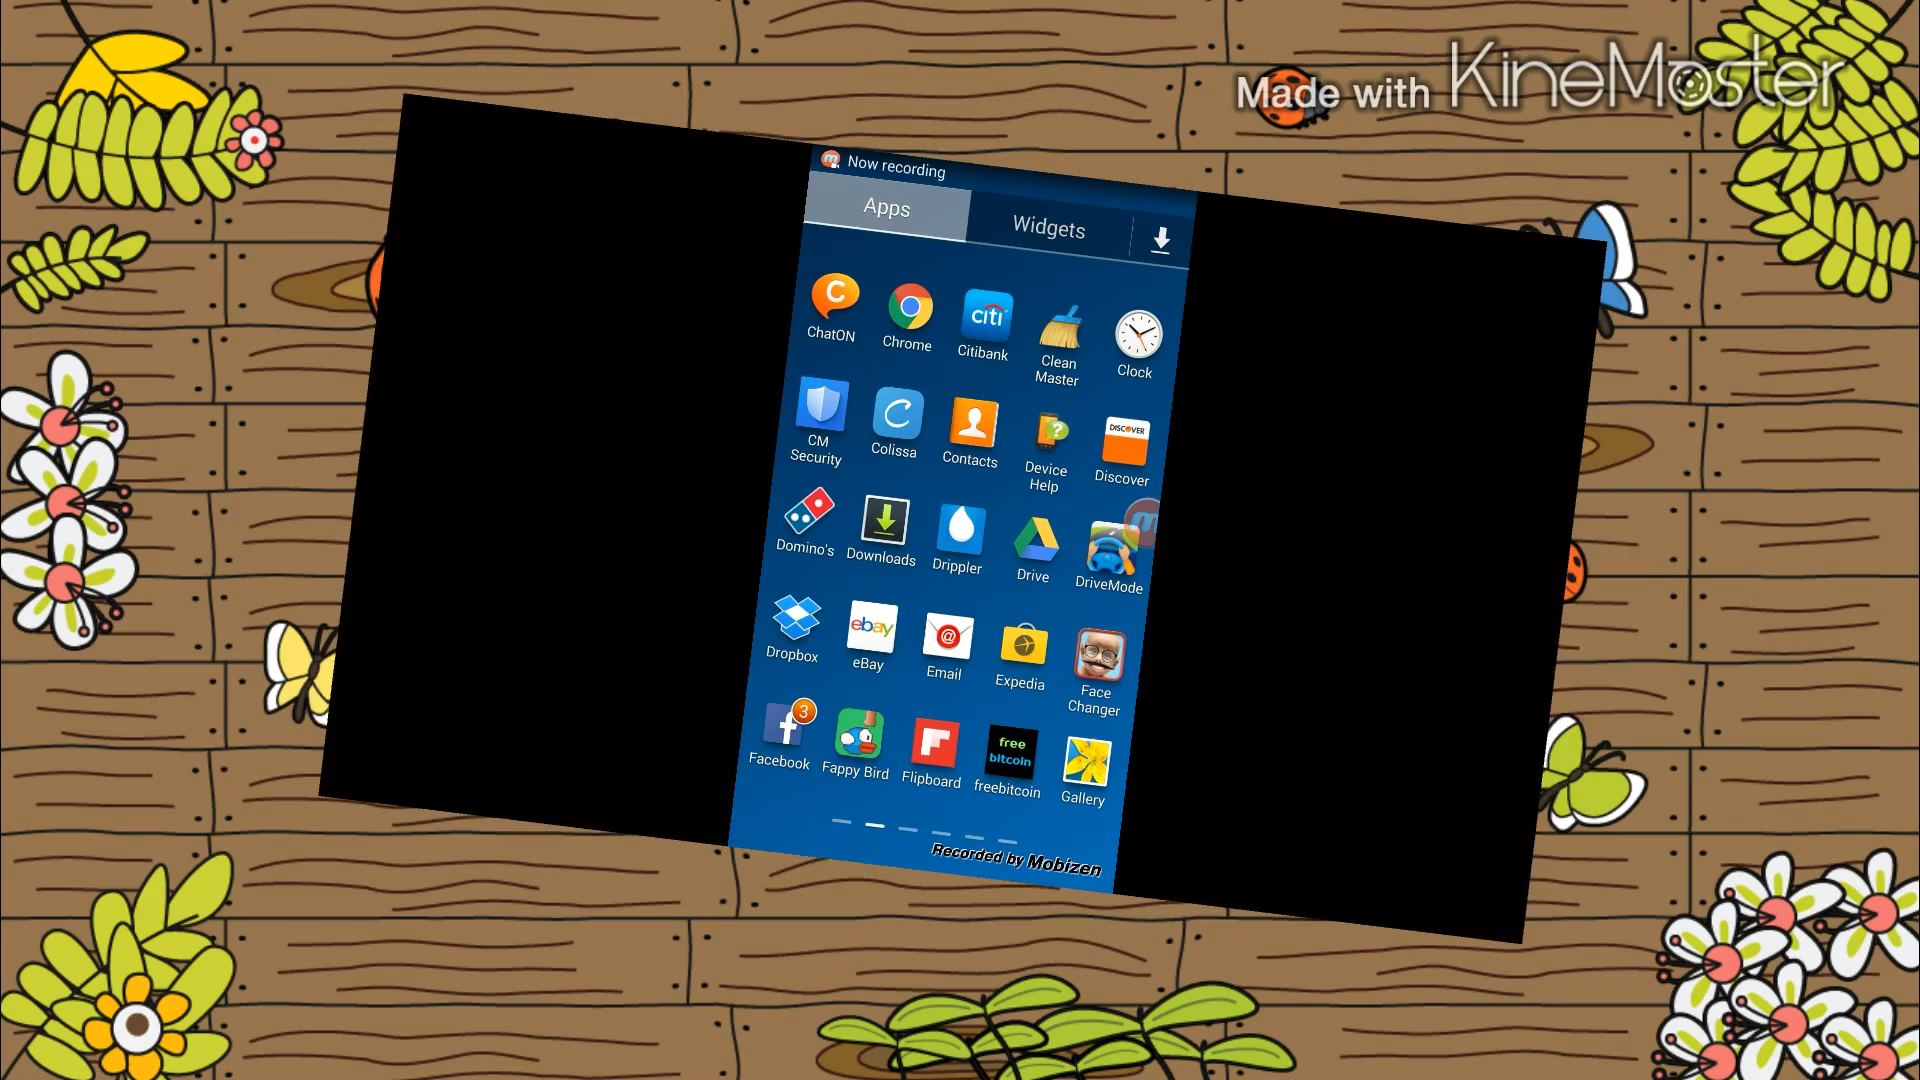 Made with KineMaster
Now recording
Apps
Widgets
C
citi
ChatON
Chrome
Citibank
Clean
Master
Clock
C
DISCOVER
CM
Security
Colissa
Contacts
Device
Help
Discover
Domino's
Downloads
Drippler
Drive
DriveMode
ebay
@
Dropbox
eBay
Email
Expedia
Face
Changer
3
f
free
bitcoin
Facebook
Fappy Bird
Flipboard
freebitcoin
Gallery
Recorded by Mobizen